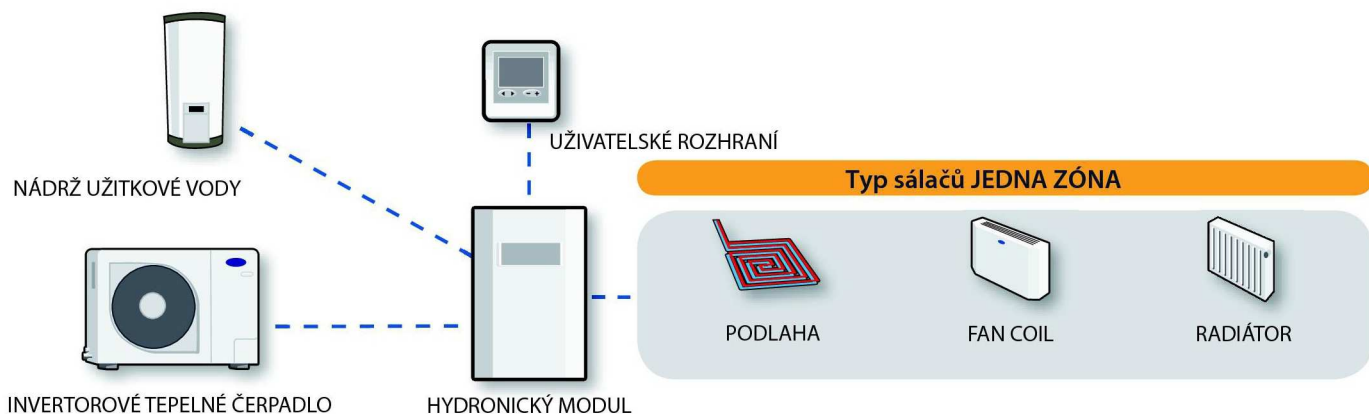 UŽIVATELSKÉ ROZHRANÍ
NÁDRŽ UŽITKOVÉ VODY
Typ sálačů JEDNA ZÓNA
PODLAHA
FAN COIL
RADIÁTOR
INVERTOROVÉ TEPELNÉ ČERPADLO
HYDRONICKÝ MODUL